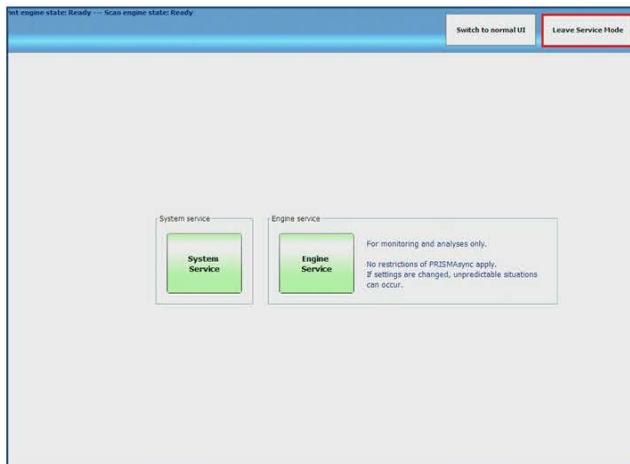 nt engine state: Ready --- Scan engine state: Ready
Switch to normal UI
Leave Service Mode
System service
System
Service
Engine service
Engine
Service
For monitoring and analyses only.
No restrictions of PRISMAsync apply.
If settings are changed, unpredictable situations
can occur.